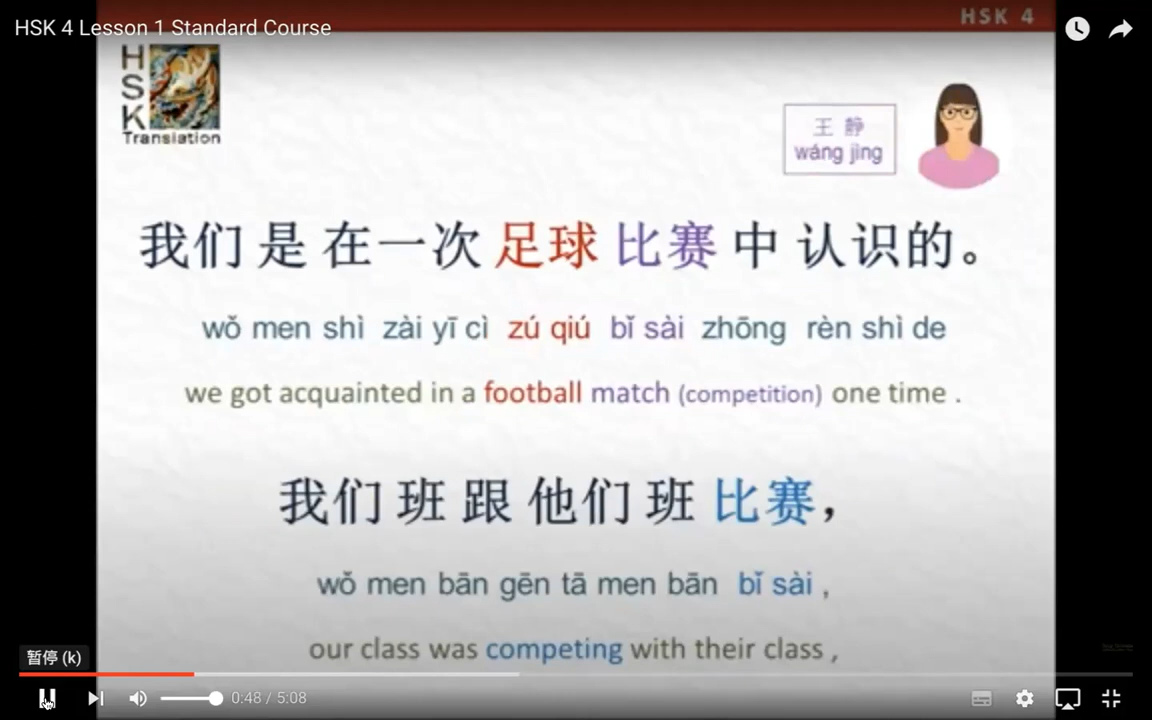 HSK 4 Lesson 1 Standard Course
HSK 4
HSK
Translation
王 静
wáng jìng
我们 是 在一次 足球 比赛 中 认识的。
wǒ men shì zài yī cì zú qiú bǐ sài zhōng rèn shì de
we got acquainted in a football match (competition) one time .
我们 班 跟 他们 班 比赛，
wǒ men bān gēn tā men bān bǐ sài ,
our class was competing with their class ,
暂停 (k)
0:48 / 5:08